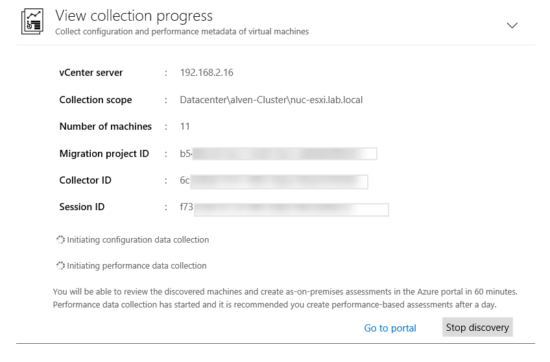 View collection progress
Collect configuration and performance metadata of virtual machines
vCenter server : 192.168.2.16
Collection scope : Datacenter\alven-Cluster\nuc-esxi.lab.local
Number of machines : 11
Migration project ID : b5
Collector ID : 6c
Session ID : f73
Initiating configuration data collection
Initiating performance data collection
You will be able to review the discovered machines and create as-on-premises assessments in the Azure portal in 60 minutes.
Performance data collection has started and it is recommended you create performance-based assessments after a day.
Go to portal Stop discovery